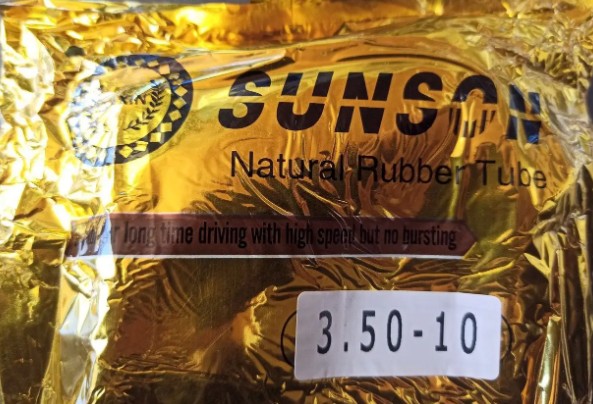 SUNSON
Natural Rubber Tube
long time driving with high speed but no bursting
3.50-10